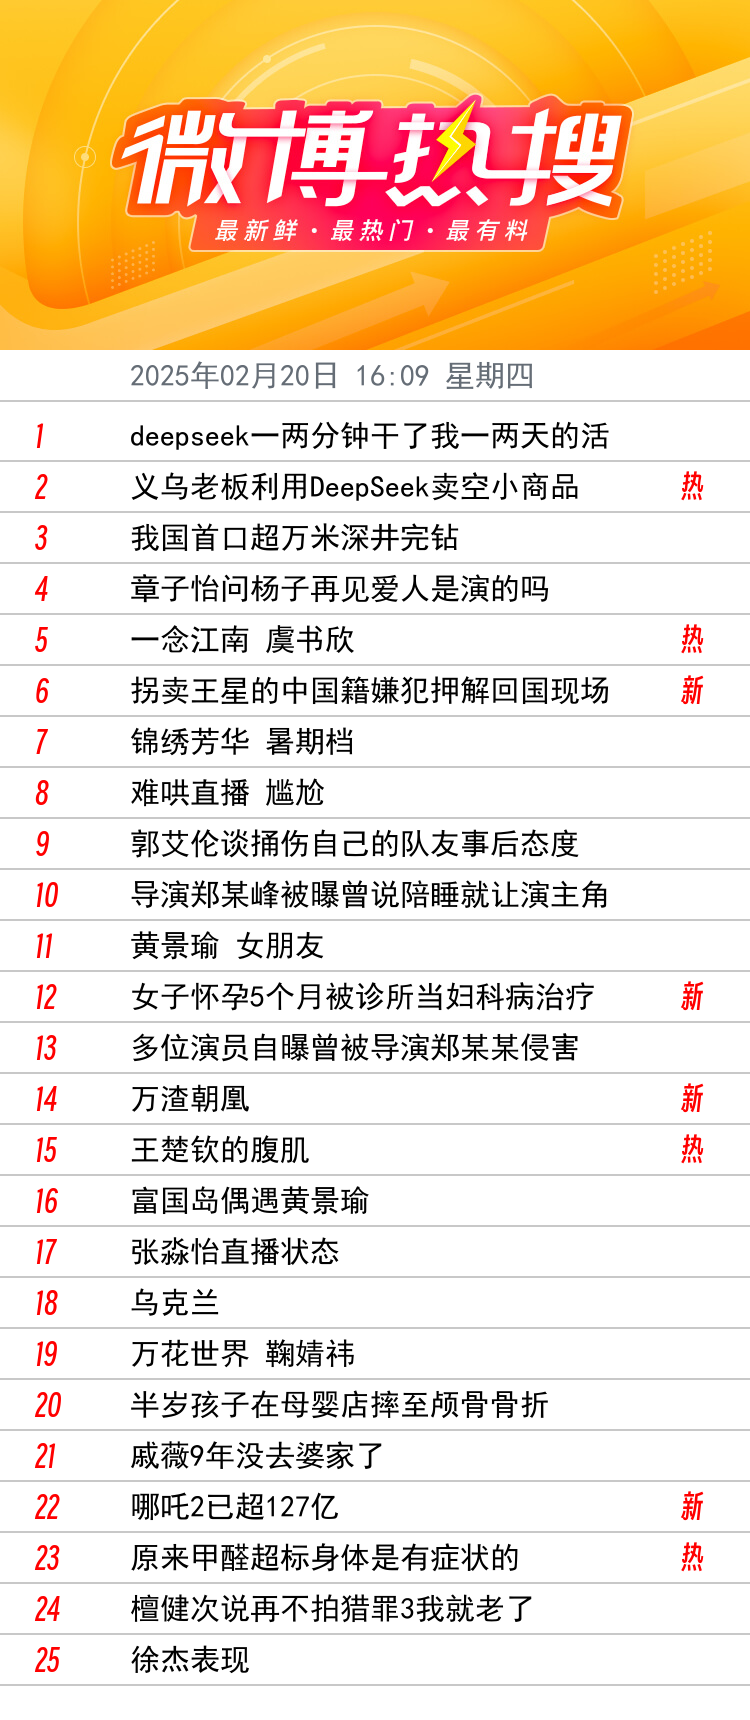 微博热搜
最新鲜·最热门·最有料
2025年02月20日 16:09 星期四
1 deepseek一两分钟干了我一两天的活
2 义乌老板利用DeepSeek卖空小商品 热
3 我国首口超万米深井完钻
4 章子怡问杨子再见爱人是演的吗
5 一念江南 虞书欣 热
6 拐卖王星的中国籍嫌犯押解回国现场 新
7 锦绣芳华 暑期档
8 难哄直播 尴尬
9 郭艾伦谈捅伤自己的队友事后态度
10 导演郑某峰被曝曾说陪睡就让演主角
11 黄景瑜 女朋友
12 女子怀孕5个月被诊所当妇科病治疗 新
13 多位演员自曝曾被导演郑某某侵害
14 万渣朝凰 新
15 王楚钦的腹肌 热
16 富国岛偶遇黄景瑜
17 张淼怡直播状态
18 乌克兰
19 万花世界 鞠婧祎
20 半岁孩子在母婴店摔至颅骨骨折
21 戚薇9年没去婆家了
22 哪吒2已超127亿 新
23 原来甲醛超标身体是有症状的 热
24 檀健次说再不拍猎罪3我就老了
25 徐杰表现